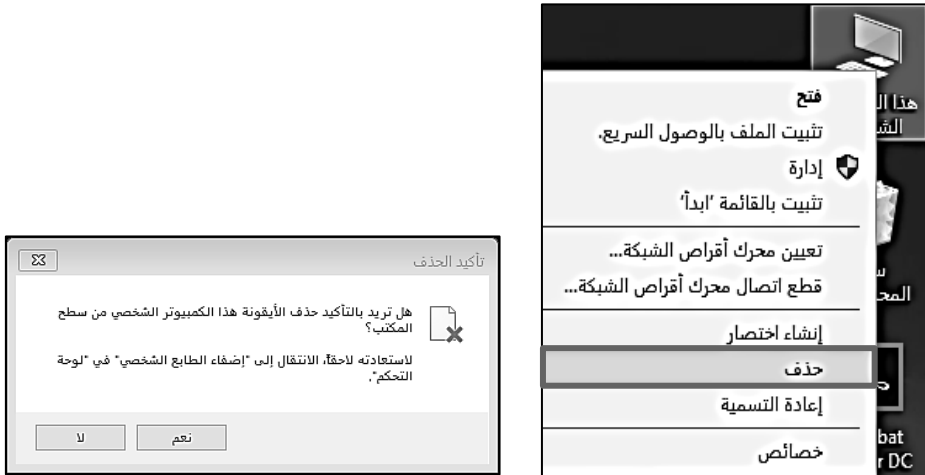 هذا ال
الش
فتح
تثبيت الملف بالوصول السريع.
إدارة
تثبيت بالقائمة 'ابدأ'
تعيين محرك أقراص الشبكة...
قطع اتصال محرك أقراص الشبكة...
إنشاء اختصار
حذف
إعادة التسمية
خصائص
المح
bat
r DC
تأكيد الحذف
هل تريد بالتأكيد حذف الأيقونة هذا الكمبيوتر الشخصي من سطح
المكتب؟
لاستعادته لاحقاً، الانتقال إلى "إضفاء الطابع الشخصي" في "لوحة
التحكم".
نعم
لا